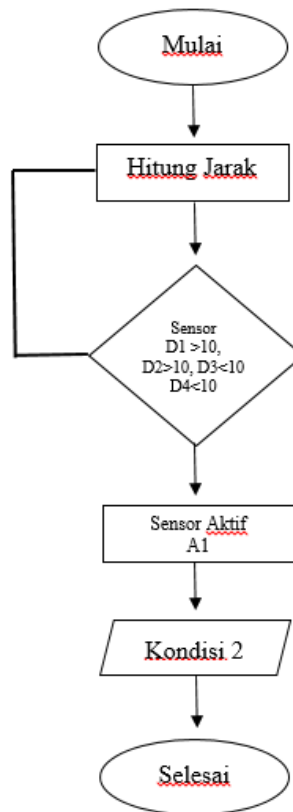 Mulai
Hitung Jarak
Sensor
D1 >10,
D2>10, D3<10
D4<10
Sensor Aktif
A1
Kondisi 2
Selesai